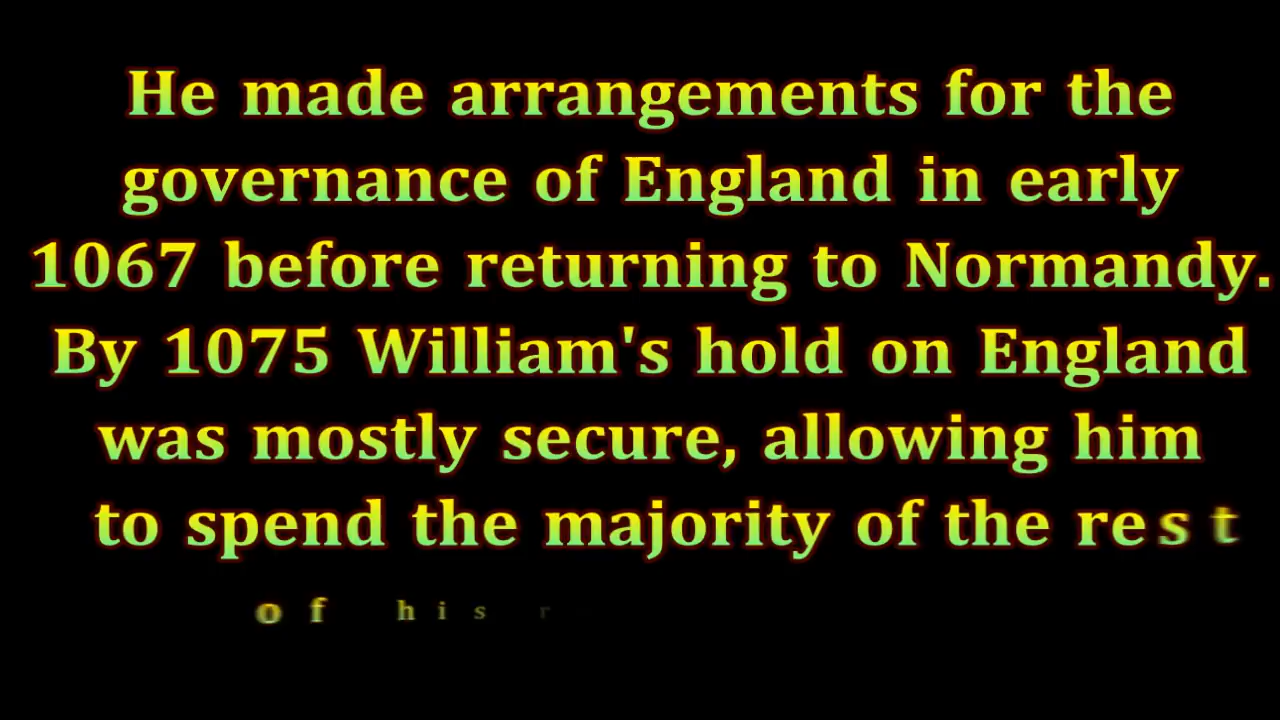 He made arrangements for the
governance of England in early
1067 before returning to Normandy.
By 1075 William's hold on England
was mostly secure, allowing him
to spend the majority of the rest
of his